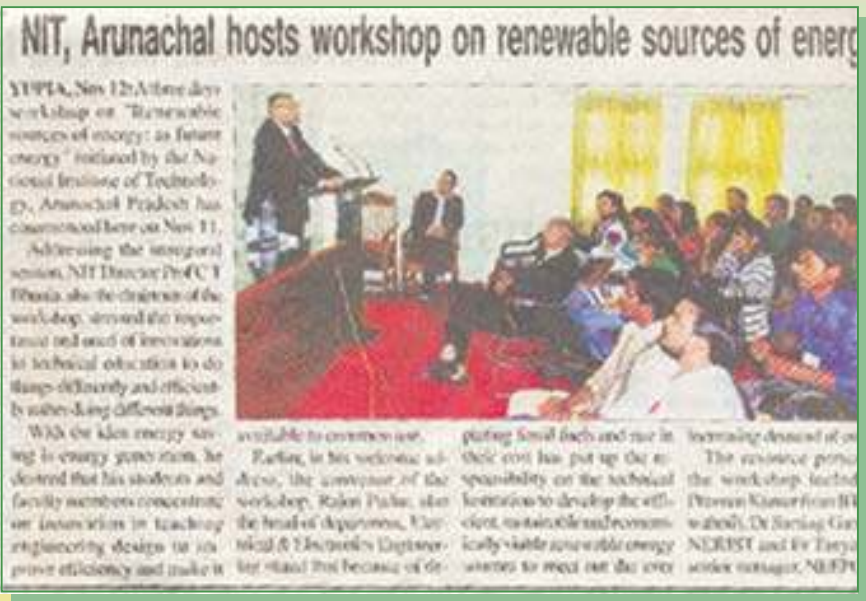 NIT, Arunachal hosts workshop on renewable sources of energ
YUPIA, Nov 12: A three days
workshop on "Renewable
sources of energy: as future
energy" initiated by the Na-
tional Institute of Technolo-
gy, Arunachal Pradesh has
commenced here on Nov 11.
Addressing the inaugural
session, NIT Director Prof C T
Bhunia, also the chairman of the
workshop, stressed the impor-
tance and need of innovations
in technical education to do
things differently and efficient-
ly rather doing different things.
With the idea energy sav-
ing is energy generation, he
desired that his students and
faculty members concentrate
on innovation in teaching
engineering design to im-
prove efficiency and make it
available to common use.
Earlier, in his welcome ad-
dress, the convenor of the
workshop, Rajen Pudur, also
the head of department, Elec-
trical & Electronics Engineer-
ing stated that because of de-
pleting fossil fuels and rise in
their cost has put up the re-
sponsibility on the technical
institution to develop the effi-
cient, sustainable and econom-
ically viable renewable energy
sources to meet out the ever
increasing demand of
The resource pers
the workshop includ
Kumar from
Dr
NERIST and Er
senior manager,